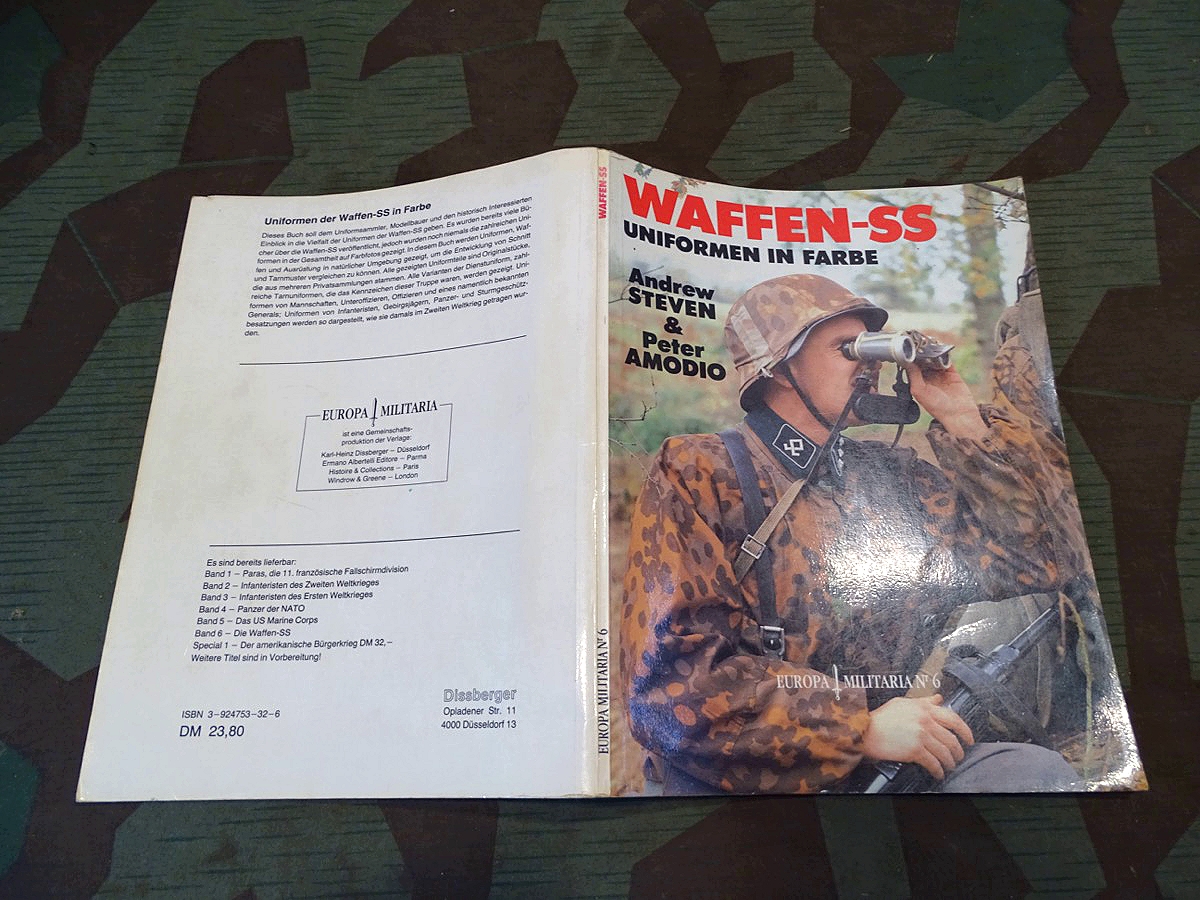 Uniformen der Waffen-SS in Farbe
Dieses Buch soll dem Uniformsammler, Modellbauer und den historisch Interessierten
Einblick in die Vielfalt der Uniformen der Waffen-SS geben. Es wurden bereits viele Bü-
cher über die Waffen-SS veröffentlicht, jedoch wurden noch niemals die zahlreichen Uni-
formen in der Gesamtheit auf Farbfotos gezeigt. In diesem Buch werden Uniformen, Waf-
fen und Ausrüstung in natürlicher Umgebung gezeigt, um die Entwicklung von Schnitt
und Tarnmuster vergleichen zu können. Alle gezeigten Uniformteile sind Originalstücke,
die aus mehreren Privatsammlungen stammen. Alle Varianten der Dienstuniform, zahl-
reiche Tarnuniformen, die das Kennzeichen dieser Truppe waren, werden gezeigt. Uni-
formen von Mannschaften, Unteroffizieren, Offizieren und eines namentlich bekannten
Generals; Uniformen von Infanteristen, Gebirgsjägern, Panzer- und Sturmgeschütz-
besatzungen werden so dargestellt, wie sie damals im Zweiten Weltkrieg getragen wur-
den.
EUROPA MILITARIA
ist eine Gemeinschafts-
produktion der Verlage:
Karl-Heinz Dissberger – Düsseldorf
Ermano Albertelli Editore – Parma
Histoire & Collections – Paris
Windrow & Greene – London
Es sind bereits lieferbar:
Band 1 – Paras, die 11. französische Fallschirmdivision
Band 2 – Infanteristen des Zweiten Weltkrieges
Band 3 – Infanteristen des Ersten Weltkrieges
Band 4 – Panzer der NATO
Band 5 – Das US Marine Corps
Band 6 – Die Waffen-SS
Special 1 – Der amerikanische Bürgerkrieg DM 32,–
Weitere Titel sind in Vorbereitung!
ISBN 3-924753-32-6
DM 23,80
Dissberger
Opladener Str. 11
4000 Düsseldorf 13
WAFFEN-SS
EUROPA MILITARIA Nº 6
WAFFEN-SS
UNIFORMEN IN FARBE
Andrew
STEVEN
&
Peter
AMODIO
EUROPA MILITARIA Nº 6